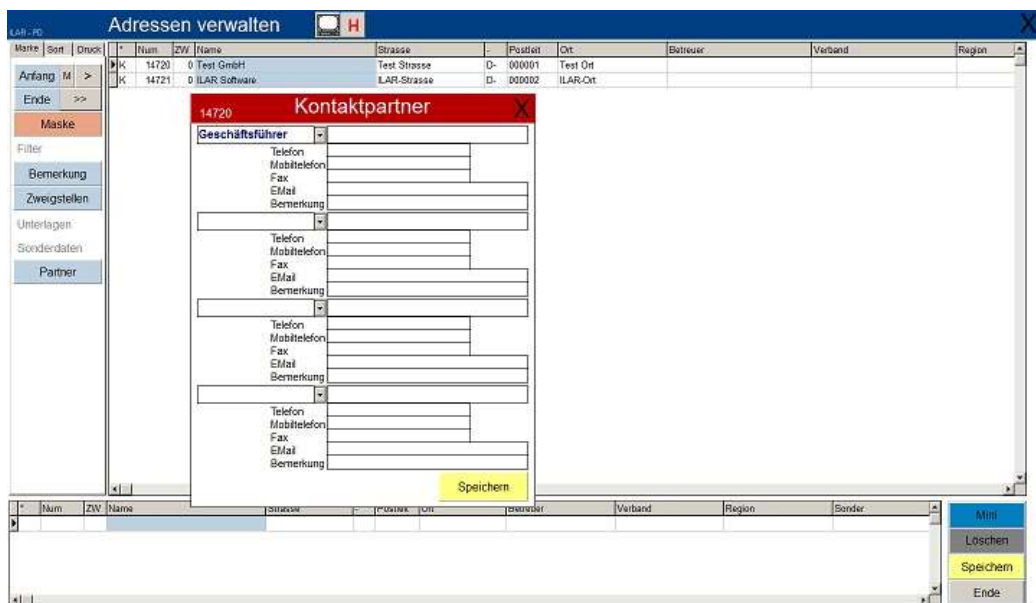 ILAR - PD Adressen verwalten H X
Marke Sort Druck * Num ZW Name Strasse - Postleit Ort Betreuer Verband Region
K 14720 0 Test GmbH Test Strasse D- 000001 Test Ort
K 14721 0 ILAR Software ILAR-Strasse D- 000002 ILAR-Ort
Anfang M >
Ende >>
Maske
Filter
Bemerkung
Zweigstellen
Unterlagen
Sonderdaten
Partner
14720 Kontaktpartner X
Geschäftsführer
Telefon
Mobiltelefon
Fax
EMail
Bemerkung
Telefon
Mobiltelefon
Fax
EMail
Bemerkung
Telefon
Mobiltelefon
Fax
EMail
Bemerkung
Telefon
Mobiltelefon
Fax
EMail
Bemerkung
Speichern
* Num ZW Name Strasse - Postleit Ort Betreuer Verband Region Sonder
Mini
Löschen
Speichern
Ende